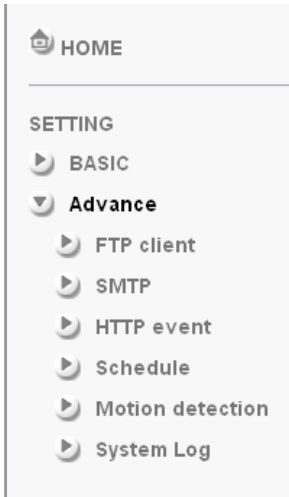 HOME
SETTING
BASIC
Advance
FTP client
SMTP
HTTP event
Schedule
Motion detection
System Log